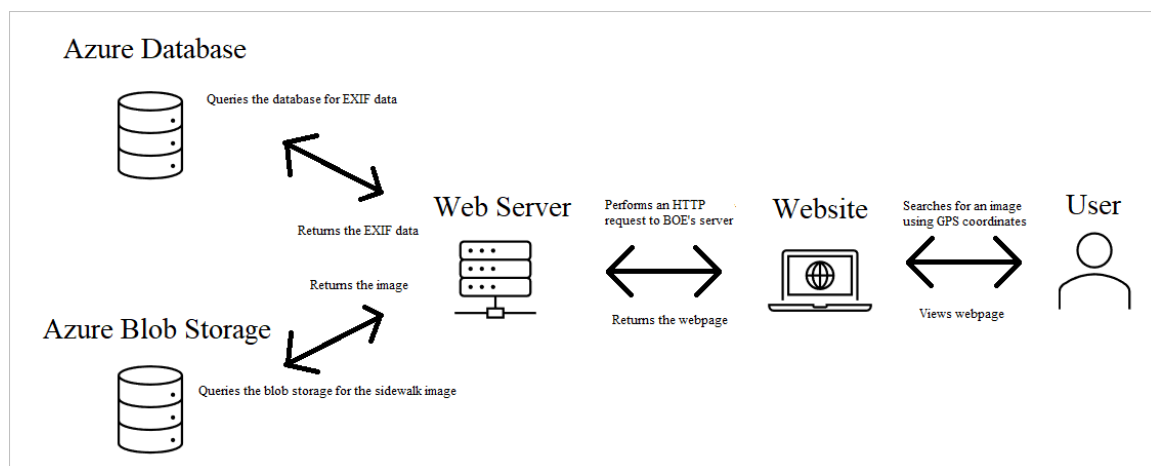 Azure Database
Queries the database for EXIF data
Returns the EXIF data
Returns the image
Azure Blob Storage
Queries the blob storage for the sidewalk image
Web Server
Performs an HTTP
request to BOE's server
Returns the webpage
Website
Searches for an image
using GPS coordinates
Views webpage
User